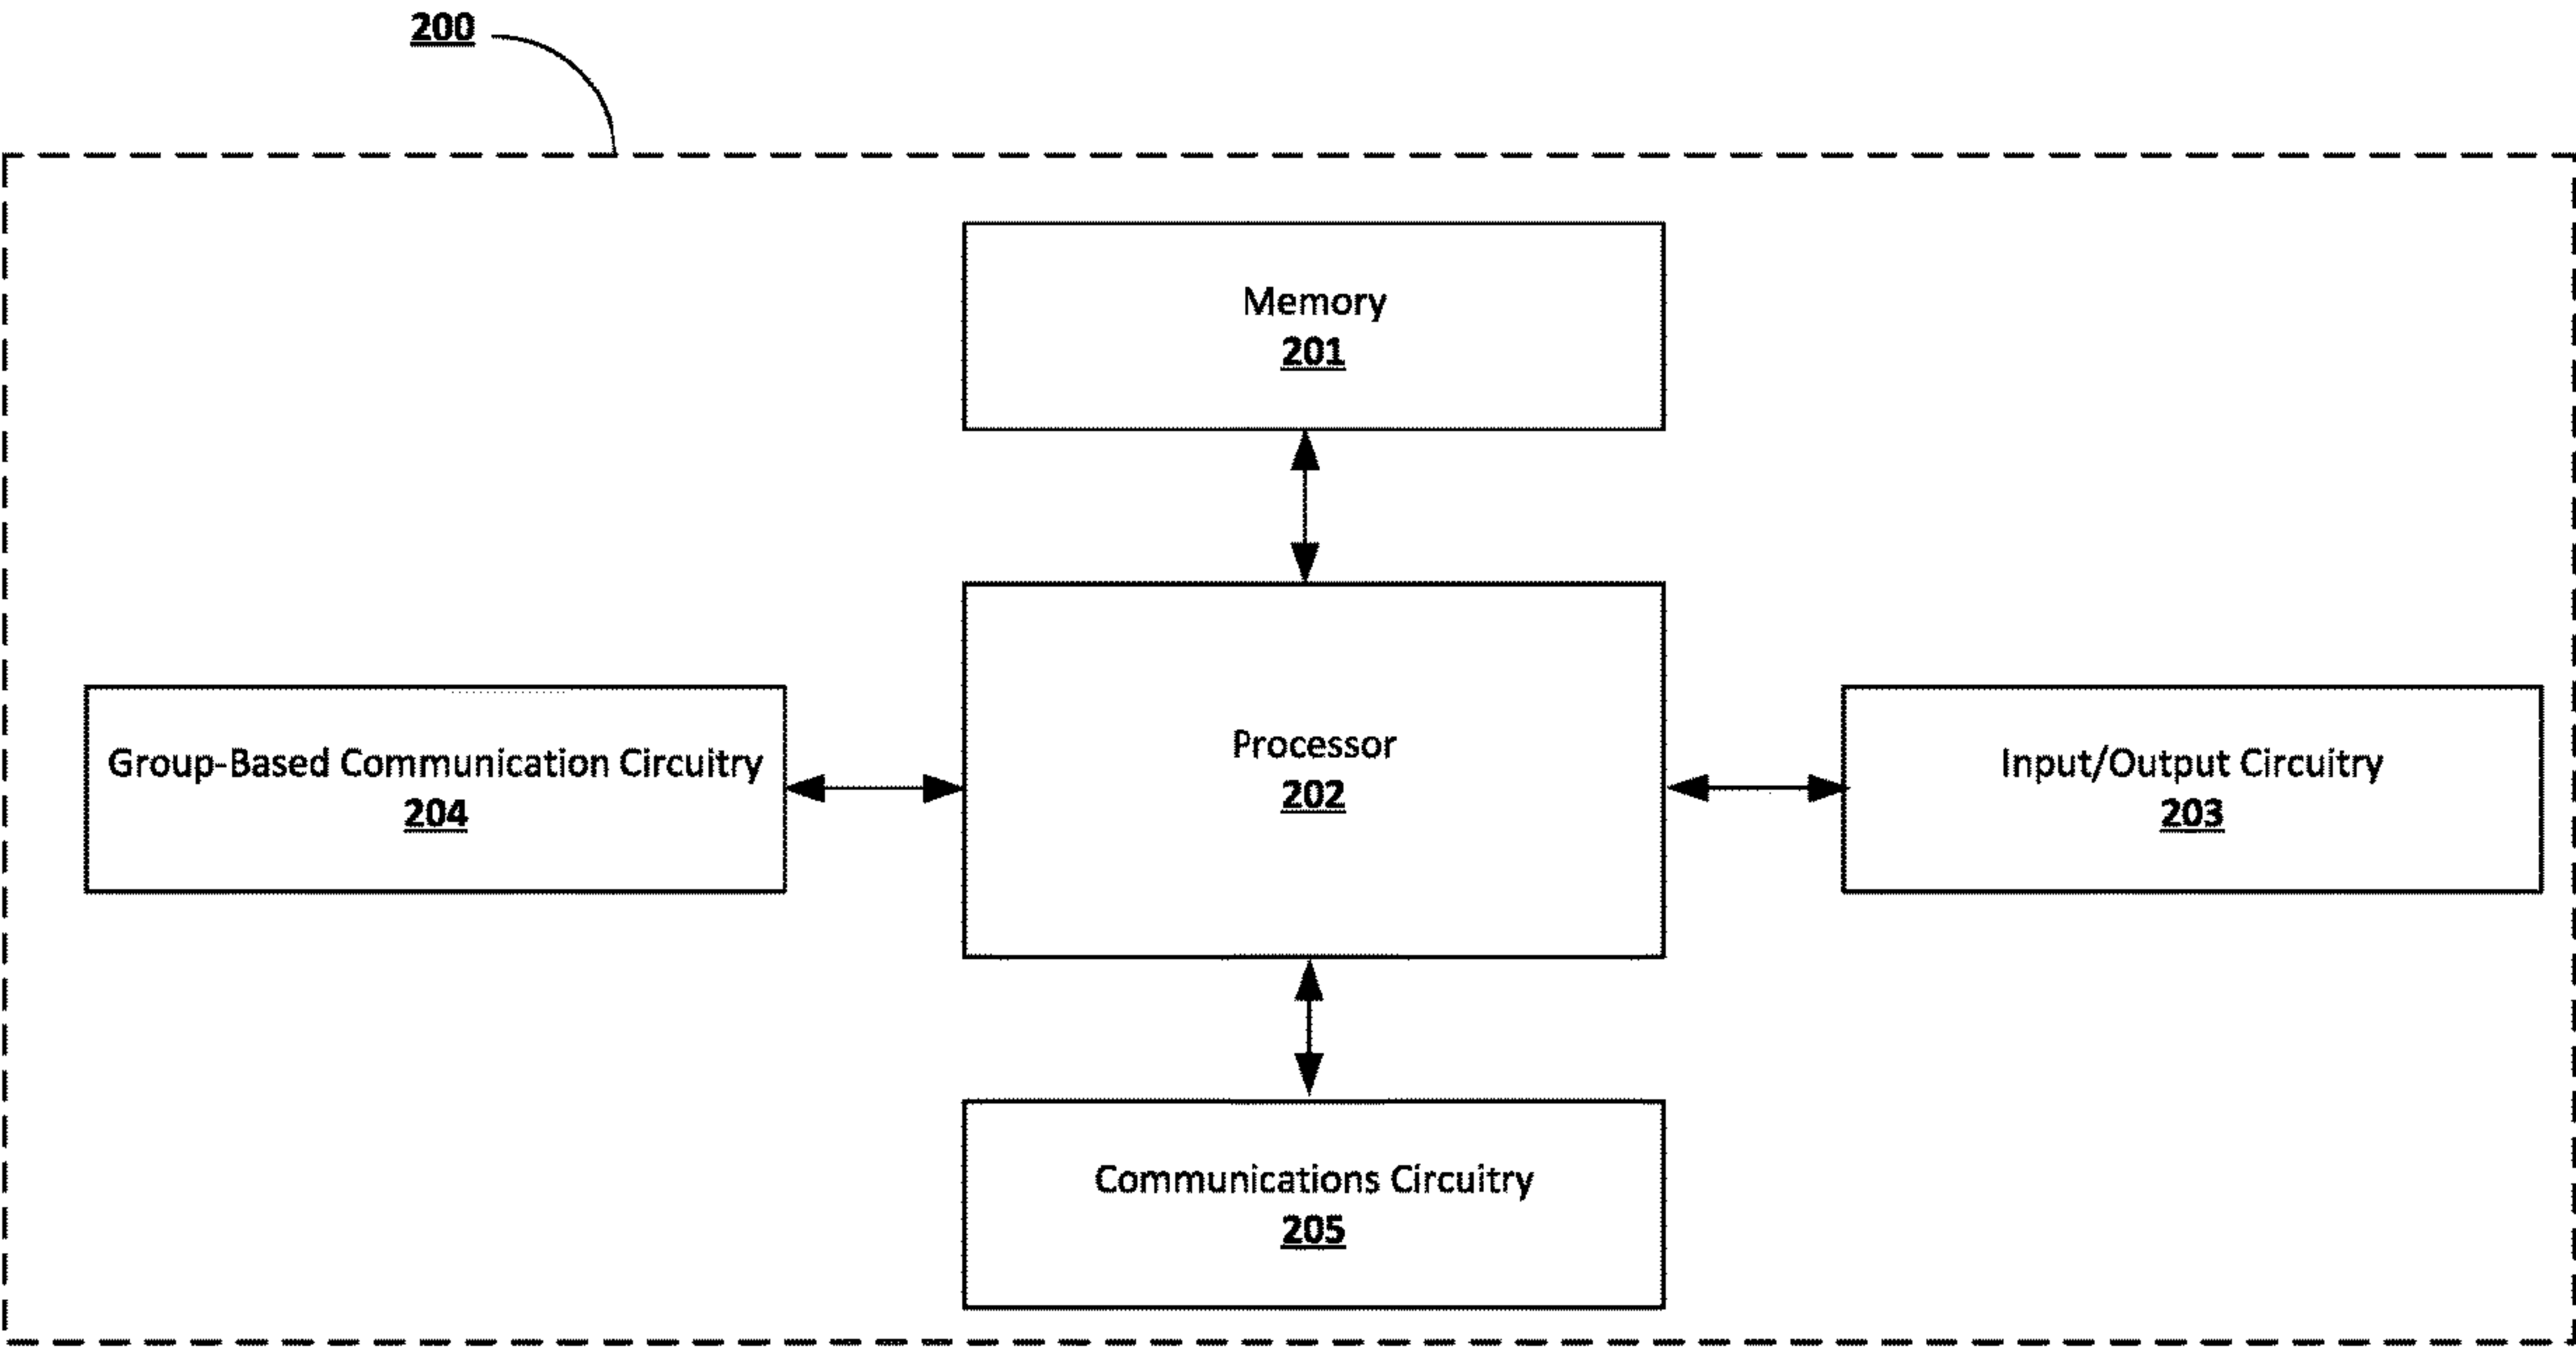 200
Memory
201
Processor
202
Group-Based Communication Circuitry
204
Input/Output Circuitry
203
Communications Circuitry
205